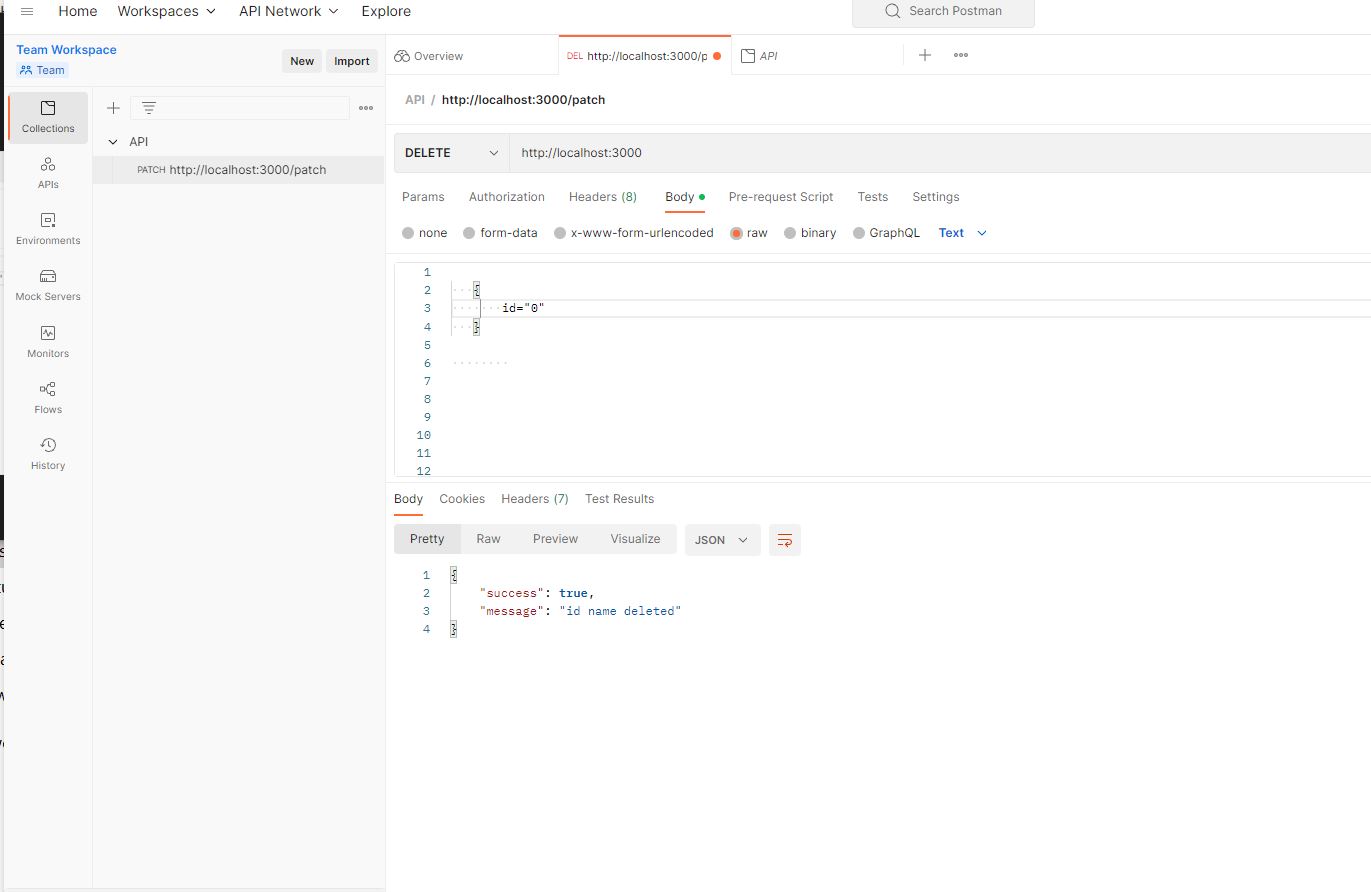 Home Workspaces API Network Explore Search Postman
Team Workspace
Team
New Import
Overview DEL http://localhost:3000/p API
Collections
APIs
Environments
Mock Servers
Monitors
Flows
History
API
PATCH http://localhost:3000/patch
API / http://localhost:3000/patch
DELETE http://localhost:3000
Params Authorization Headers (8) Body Pre-request Script Tests Settings
none form-data x-www-form-urlencoded raw binary GraphQL Text
1
2 {
3 id="0"
4 }
5
6
7
8
9
10
11
12
Body Cookies Headers (7) Test Results
Pretty Raw Preview Visualize JSON
1 {
2 "success": true,
3 "message": "id name deleted"
4 }